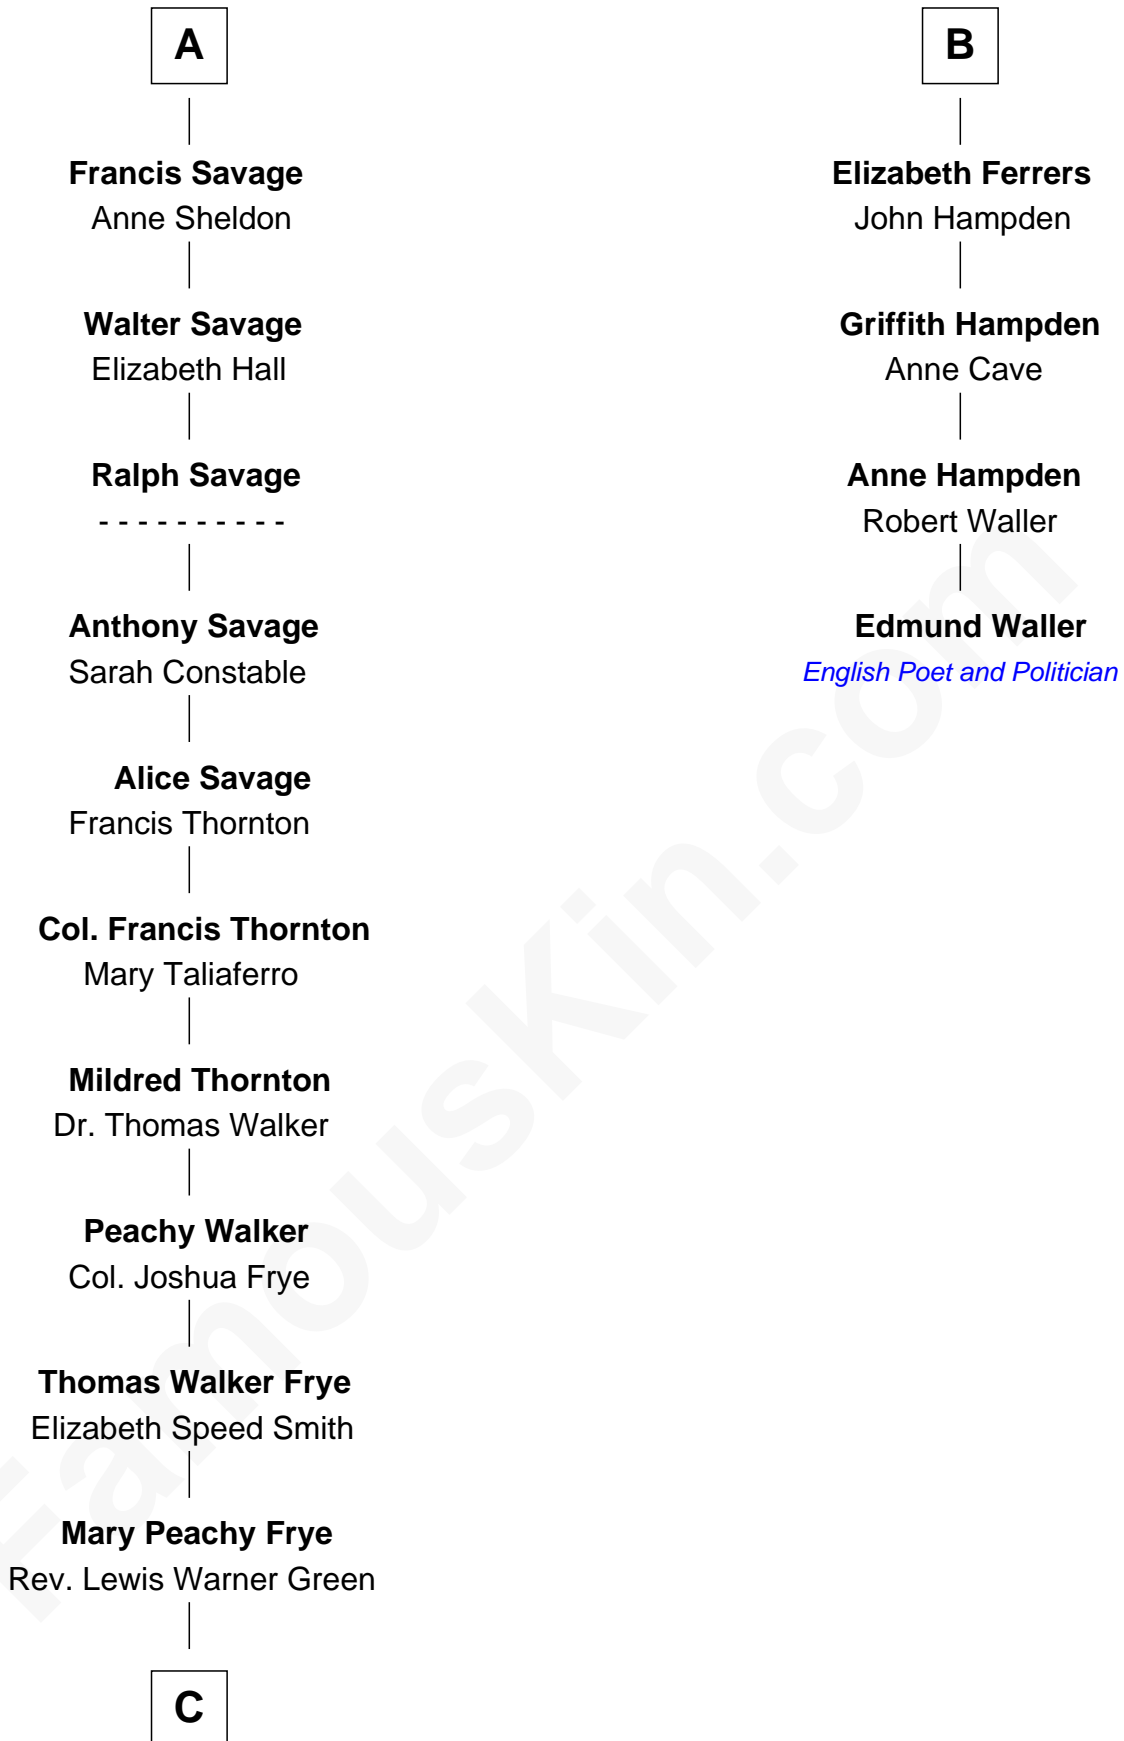 A
Francis Savage
Anne Sheldon
Walter Savage
Elizabeth Hall
Ralph Savage
- - - - - - - - - -
Anthony Savage
Sarah Constable
Alice Savage
Francis Thornton
Col. Francis Thornton
Mary Taliaferro
Mildred Thornton
Dr. Thomas Walker
Peachy Walker
Col. Joshua Frye
Thomas Walker Frye
Elizabeth Speed Smith
Mary Peachy Frye
Rev. Lewis Warner Green
C
B
Elizabeth Ferrers
John Hampden
Griffith Hampden
Anne Cave
Anne Hampden
Robert Waller
Edmund Waller
English Poet and Politician
FamousKin.com